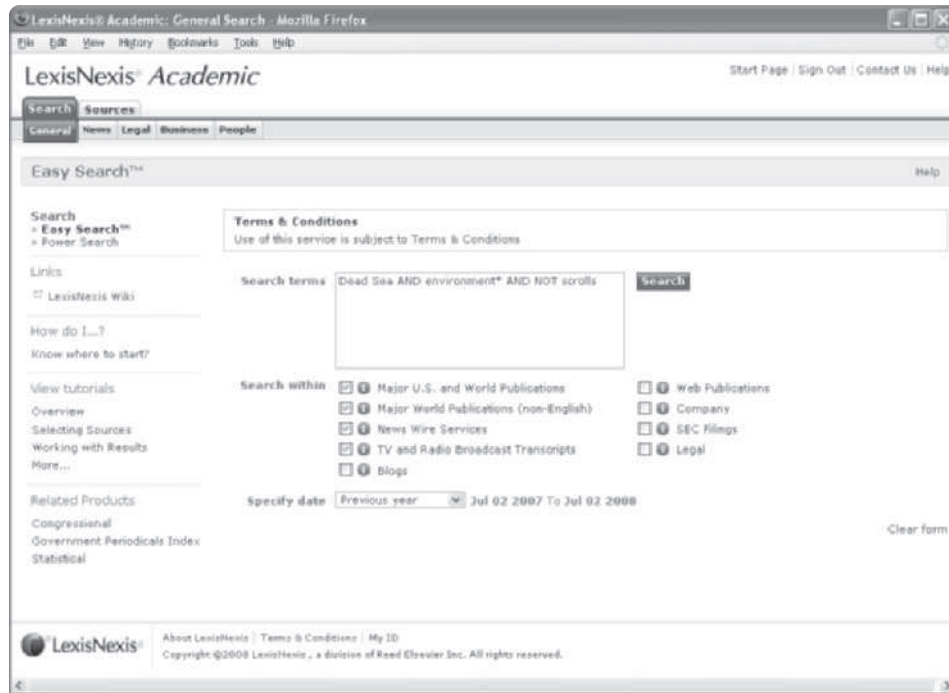 LexisNexis® Academic: General Search - Mozilla Firefox
File Edit View History Bookmarks Tools Help
LexisNexis® Academic
Start Page | Sign Out | Contact Us | Help
Search Sources
General News Legal Business People
Easy Search™
Help
Search
» Easy Search™
» Power Search
Links
LexisNexis Wiki
How do I...?
Know where to start?
View tutorials
Overview
Selecting Sources
Working with Results
More...
Related Products
Congressional
Government Periodicals Index
Statistical
Terms & Conditions
Use of this service is subject to Terms & Conditions
Search terms Dead Sea AND environment* AND NOT scrolls Search
Search within Major U.S. and World Publications Web Publications
Major World Publications (non-English) Company
News Wire Services SEC Filings
TV and Radio Broadcast Transcripts Legal
Blogs
Specify date Previous year Jul 02 2007 To Jul 02 2008
Clear form
LexisNexis®
About LexisNexis | Terms & Conditions | My ID
Copyright ©2008 LexisNexis, a division of Reed Elsevier Inc. All rights reserved.